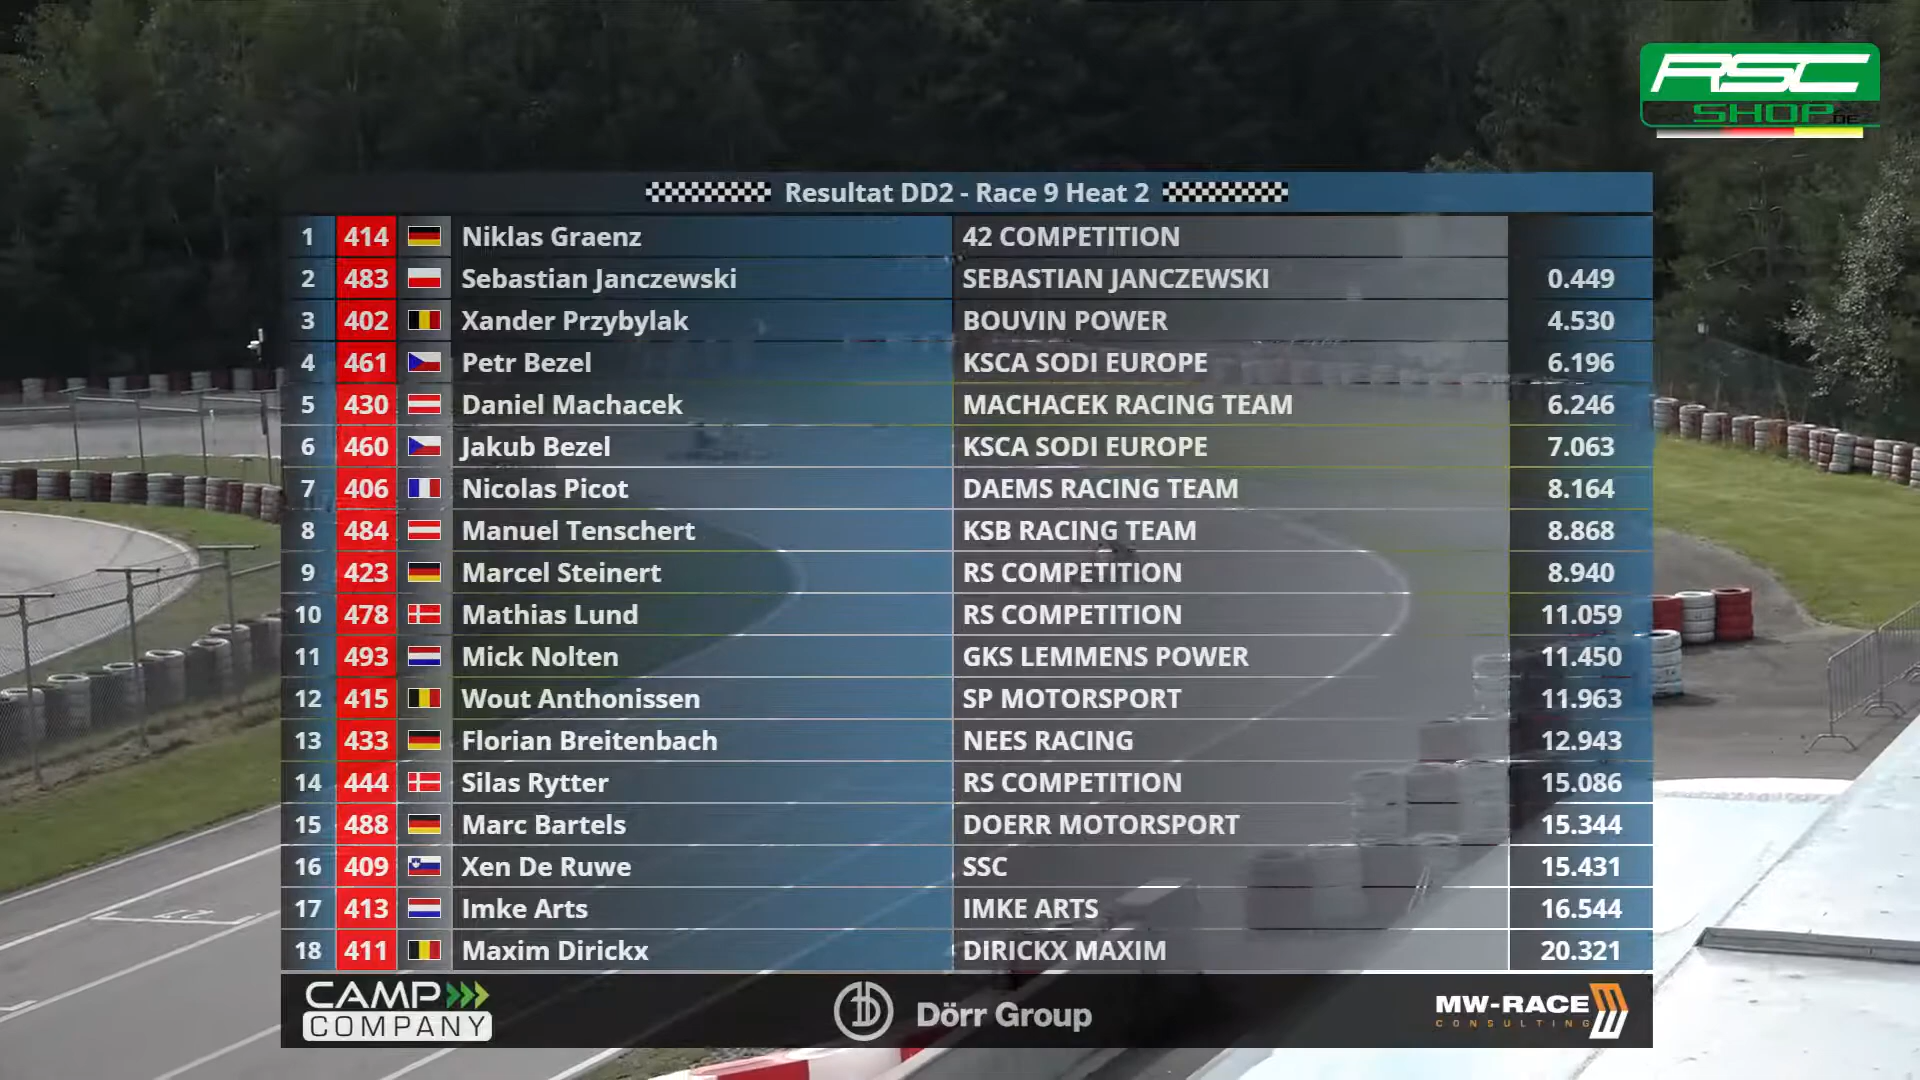 RSC
SHOP.DE
Resultat DD2 - Race 9 Heat 2
1 414 Niklas Graenz 42 COMPETITION
2 483 Sebastian Janczewski SEBASTIAN JANCZEWSKI 0.449
3 402 Xander Przybylak BOUVIN POWER 4.530
4 461 Petr Bezel KSCA SODI EUROPE 6.196
5 430 Daniel Machacek MACHACEK RACING TEAM 6.246
6 460 Jakub Bezel KSCA SODI EUROPE 7.063
7 406 Nicolas Picot DAEMS RACING TEAM 8.164
8 484 Manuel Tenschert KSB RACING TEAM 8.868
9 423 Marcel Steinert RS COMPETITION 8.940
10 478 Mathias Lund RS COMPETITION 11.059
11 493 Mick Nolten GKS LEMMENS POWER 11.450
12 415 Wout Anthonissen SP MOTORSPORT 11.963
13 433 Florian Breitenbach NEES RACING 12.943
14 444 Silas Rytter RS COMPETITION 15.086
15 488 Marc Bartels DOERR MOTORSPORT 15.344
16 409 Xen De Ruwe SSC 15.431
17 413 Imke Arts IMKE ARTS 16.544
18 411 Maxim Dirickx DIRICKX MAXIM 20.321
CAMP
COMPANY
Dörr Group
MW-RACE
CONSULTING